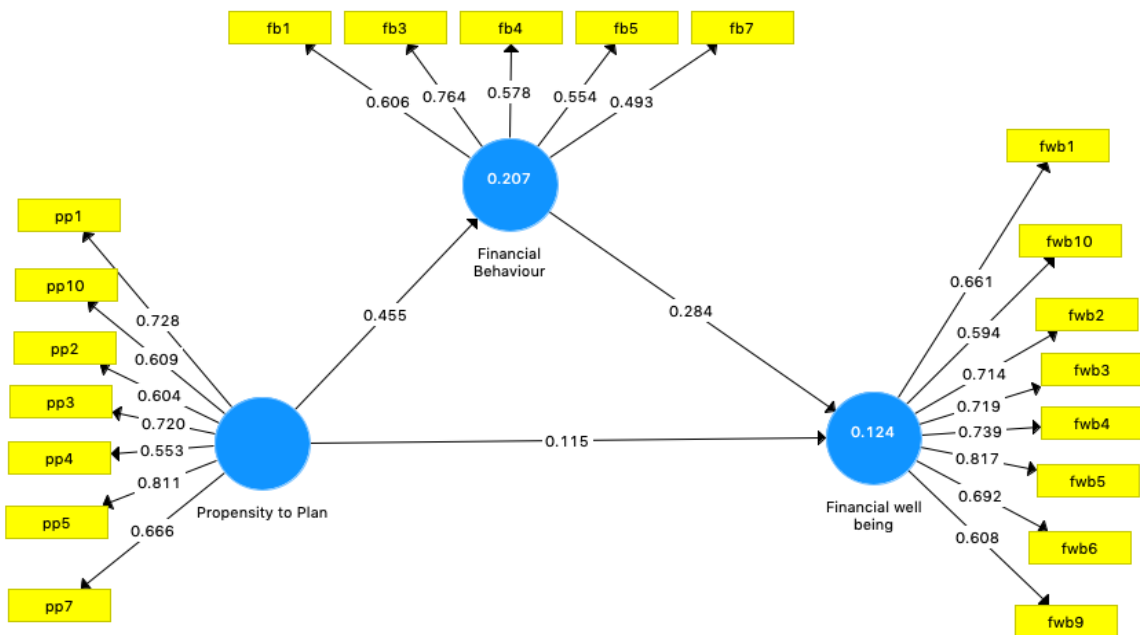 fb1
fb3
fb4
fb5
fb7
0.606
0.764
0.578
0.554
0.493
0.207
Financial
Behaviour
pp1
pp10
pp2
pp3
pp4
pp5
pp7
0.728
0.609
0.604
0.720
0.553
0.811
0.666
Propensity to Plan
0.455
0.284
0.115
0.124
Financial well
being
fwb1
fwb10
fwb2
fwb3
fwb4
fwb5
fwb6
fwb9
0.661
0.594
0.714
0.719
0.739
0.817
0.692
0.608